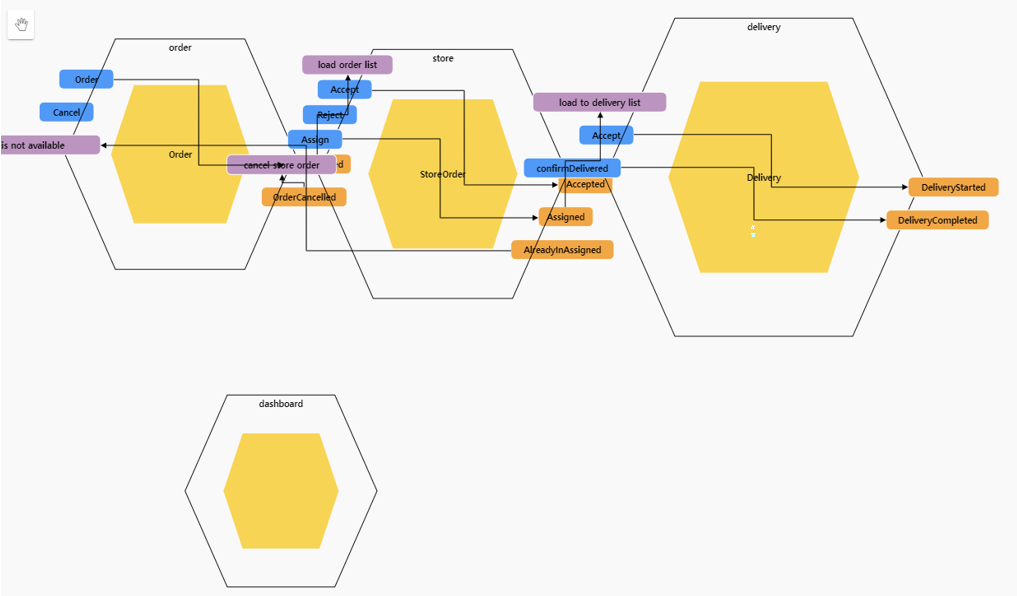 delivery
order
store
load order list
Order
Accept
load to delivery list
Cancel
Reject
Accept
Assign
is not available
Order
cancel store order
ed
confirmDelivered
StoreOrder
Delivery
Accepted
DeliveryStarted
OrderCancelled
Assigned
DeliveryCompleted
AlreadyInAssigned
dashboard